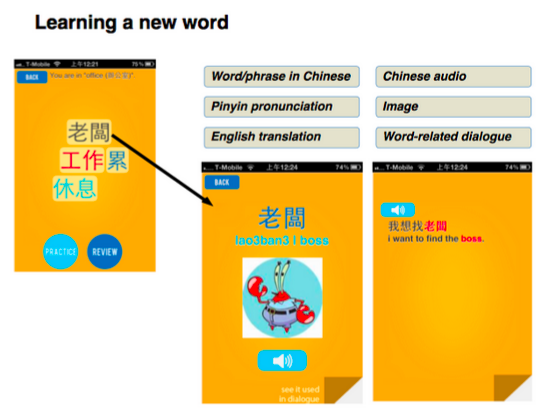 Learning a new word
T-Mobile 上午12:21 75%
BACK
You are in "office (办公室)".
老闆
工作 累
休息
PRACTICE
REVIEW
Word/phrase in Chinese
Chinese audio
Pinyin pronunciation
Image
English translation
Word-related dialogue
T-Mobile 上午12:24 74%
BACK
老闆
lao3ban3 | boss
see it used
in dialogue
T-Mobile 上午12:24 74%
我想找老闆
i want to find the boss.